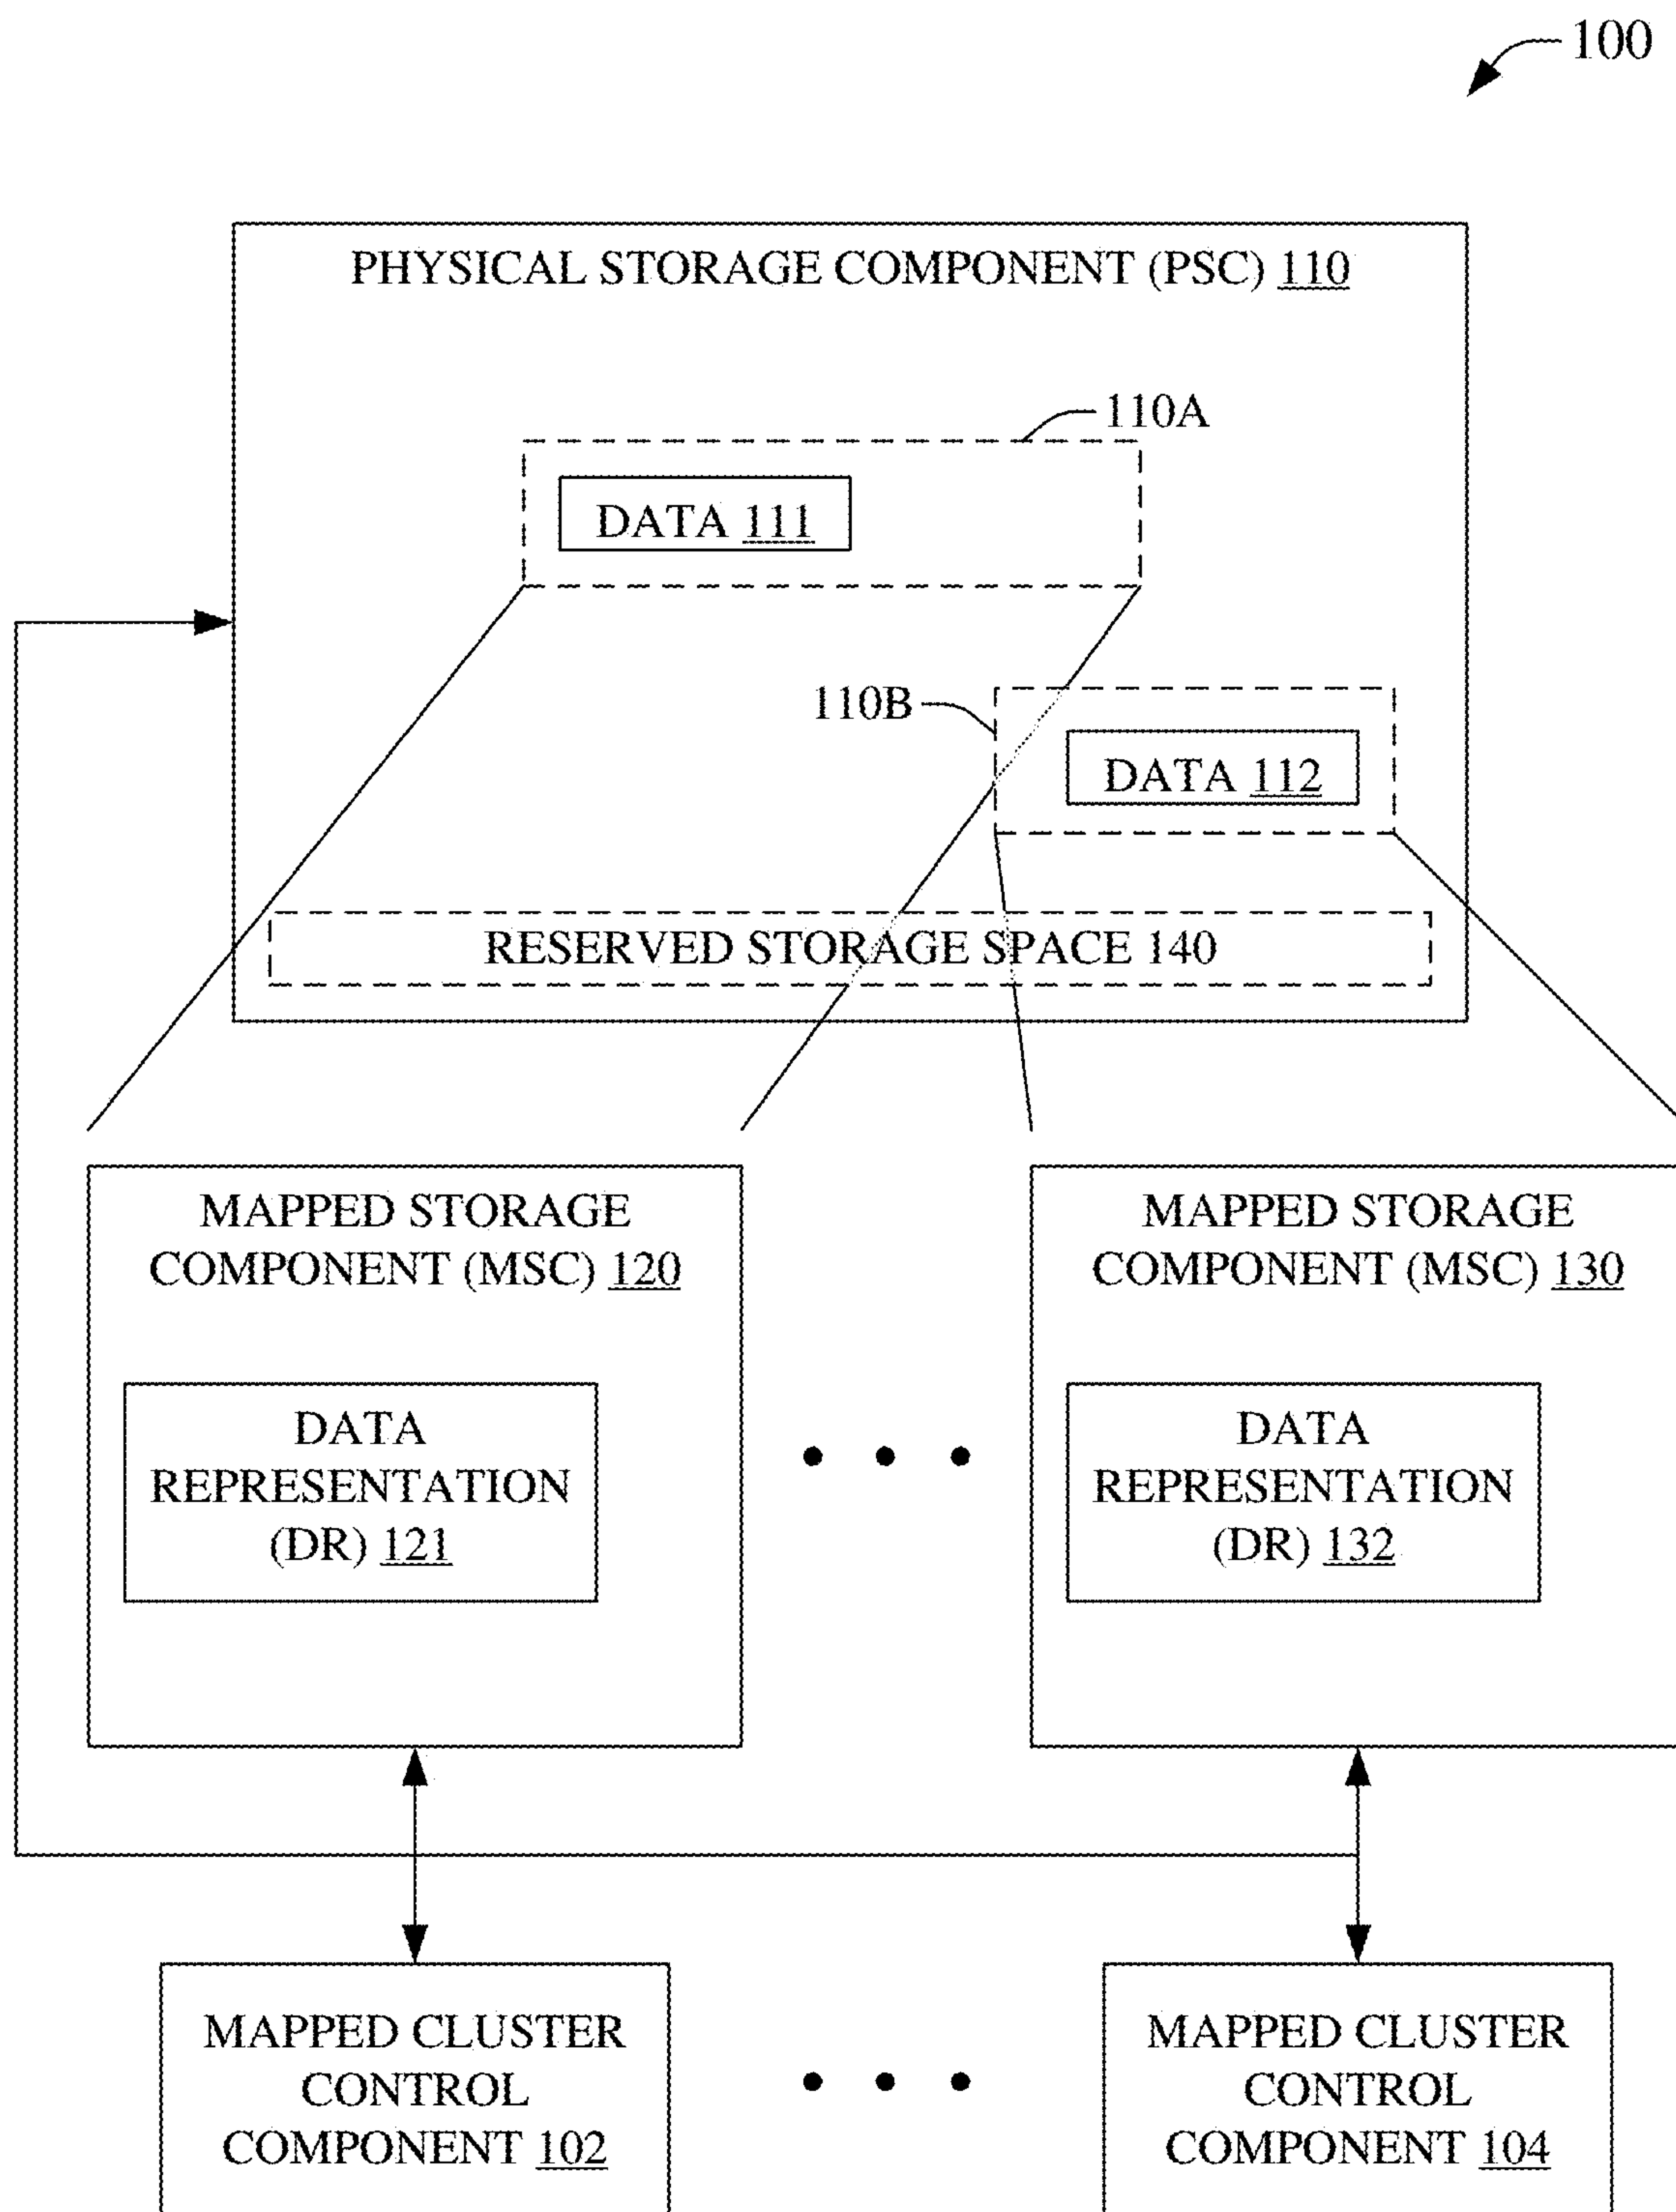 100
PHYSICAL STORAGE COMPONENT (PSC) 110
110A
DATA 111
110B
DATA 112
RESERVED STORAGE SPACE 140
MAPPED STORAGE
COMPONENT (MSC) 120
MAPPED STORAGE
COMPONENT (MSC) 130
DATA
REPRESENTATION
(DR) 121
DATA
REPRESENTATION
(DR) 132
MAPPED CLUSTER
CONTROL
COMPONENT 102
MAPPED CLUSTER
CONTROL
COMPONENT 104